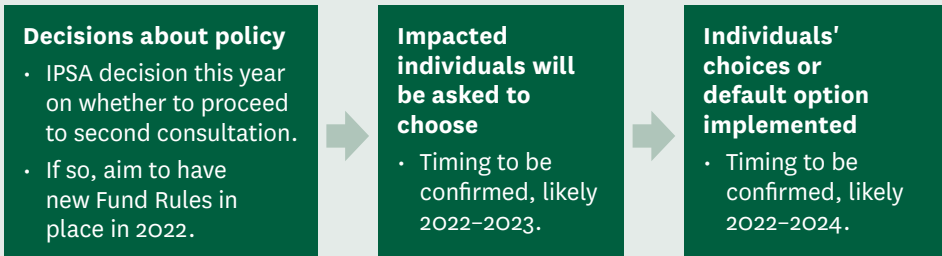 Decisions about policy
• IPSA decision this year
on whether to proceed
to second consultation.
• If so, aim to have
new Fund Rules in
place in 2022.
Impacted
individuals will
be asked to
choose
• Timing to be
confirmed, likely
2022–2023.
Individuals'
choices or
default option
implemented
• Timing to be
confirmed, likely
2022–2024.